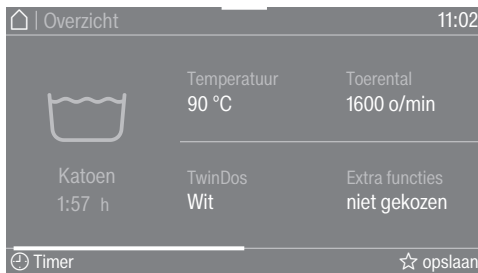 | Overzicht
11:02
Temperatuur
90 °C
Toerental
1600 o/min
Katoen
1:57 h
TwinDos
Wit
Extra functies
niet gekozen
Timer
opslaan